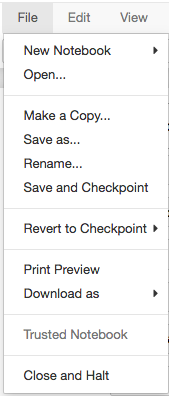 File Edit View
New Notebook
Open...
Make a Copy...
Save as...
Rename...
Save and Checkpoint
Revert to Checkpoint
Print Preview
Download as
Trusted Notebook
Close and Halt